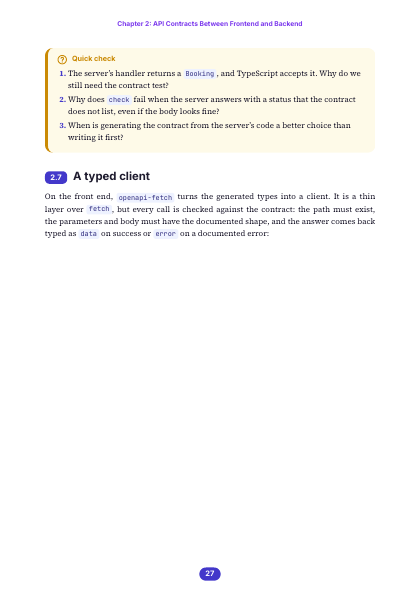 Chapter 2: API Contracts Between Frontend and Backend
Quick check
1. The server's handler returns a Booking, and TypeScript accepts it. Why do we
still need the contract test?
2. Why does check fail when the server answers with a status that the contract
does not list, even if the body looks fine?
3. When is generating the contract from the server's code a better choice than
writing it first?
2.7 A typed client
On the front end, openapi-fetch turns the generated types into a client. It is a thin
layer over fetch, but every call is checked against the contract: the path must exist,
the parameters and body must have the documented shape, and the answer comes back
typed as data on success or error on a documented error:
27